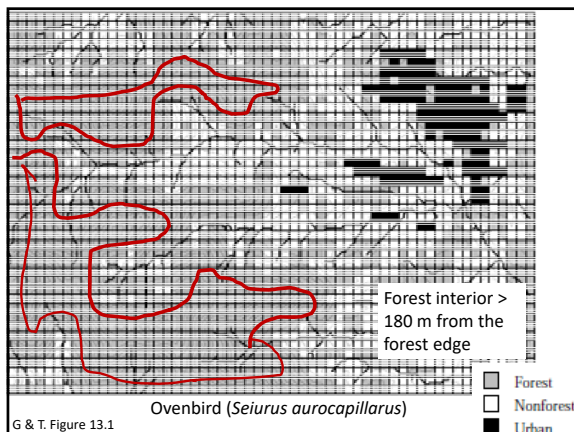 Forest interior >
180 m from the
forest edge
Forest
Nonforest
Urban
Ovenbird (Seiurus aurocapillarus)
G & T. Figure 13.1